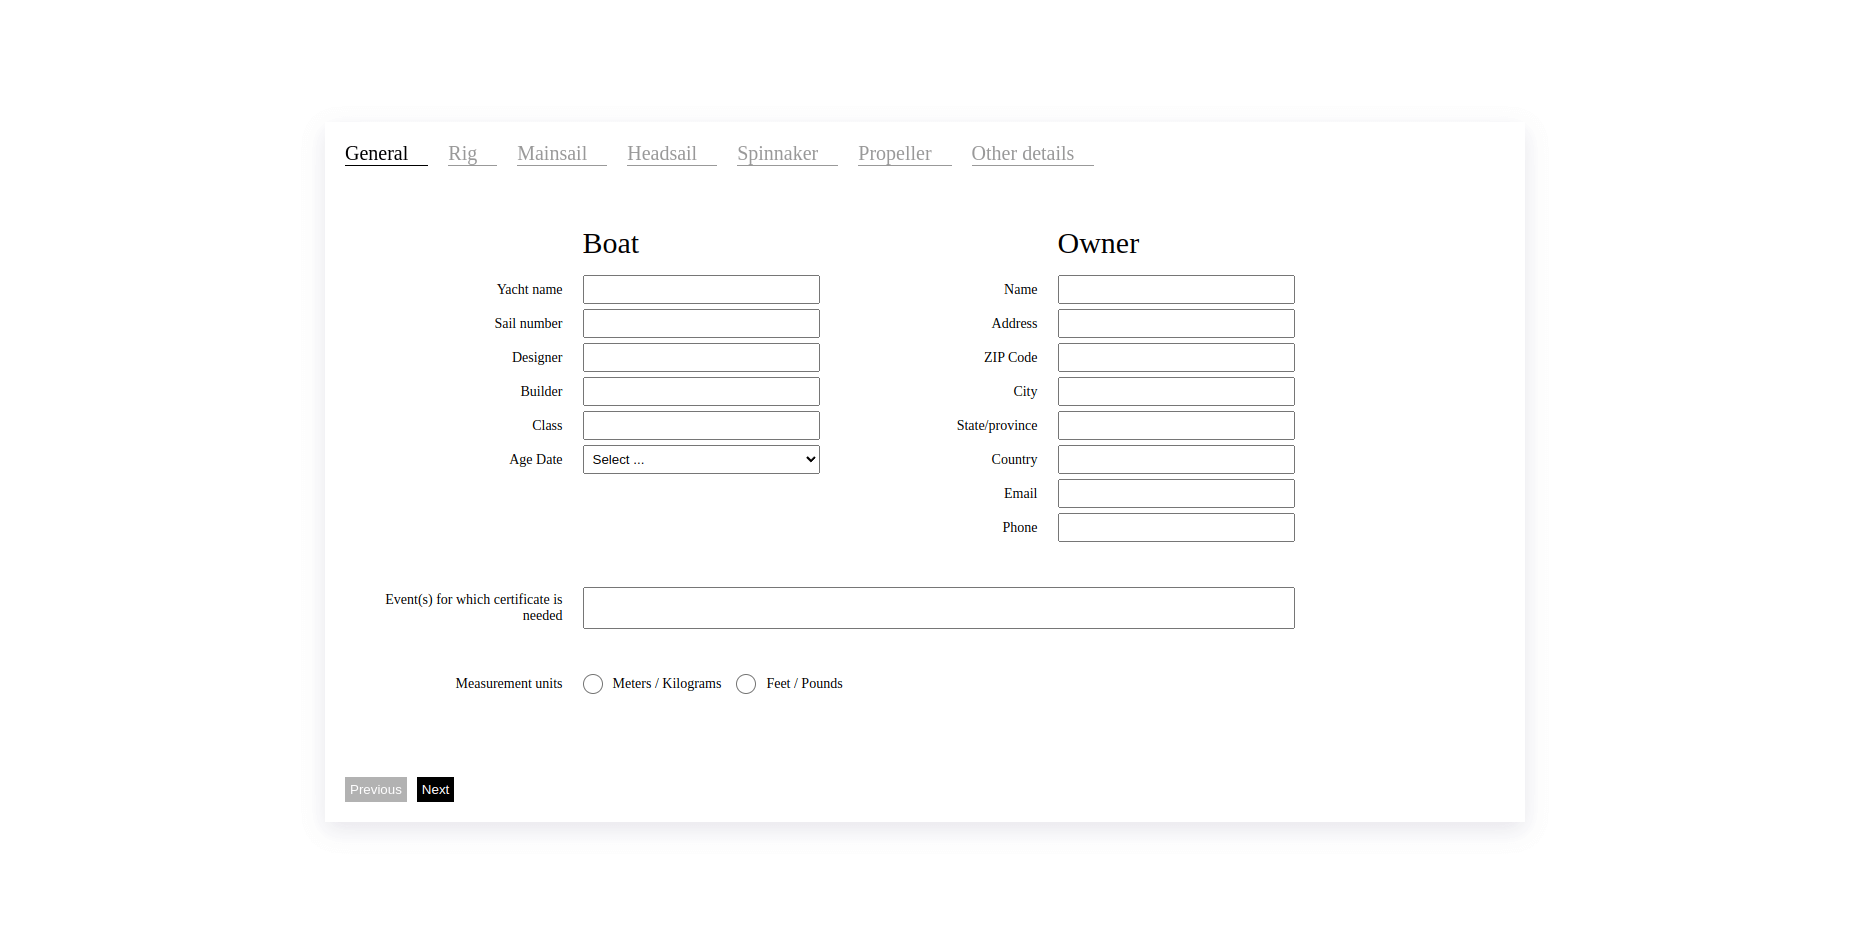 General Rig Mainsail Headsail Spinnaker Propeller Other details
Boat
Yacht name
Sail number
Designer
Builder
Class
Age Date Select ...
Owner
Name
Address
ZIP Code
City
State/province
Country
Email
Phone
Event(s) for which certificate is
needed
Measurement units Meters / Kilograms Feet / Pounds
Previous Next